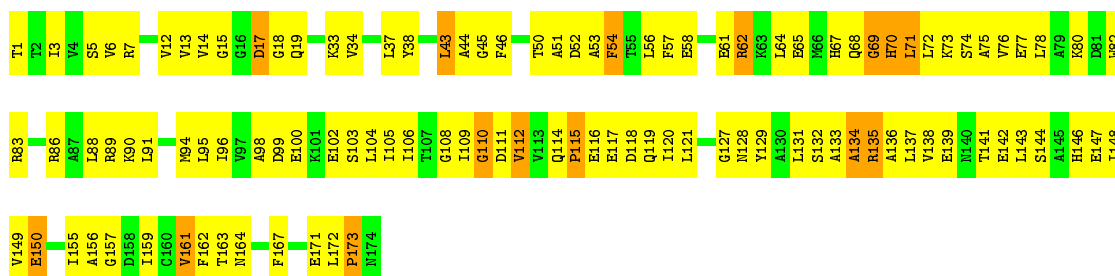 T1 T2 I3 V4 S5 V6 R7 V12 V13 V14 G15 G16 D17 G18 Q19 K33 V34 L37 Y38 L43 A44 G45 F46 T50 A51 D52 A53 F54 T55 L56 F57 E58 E61 R62 K63 L64 E65 M66 H67 Q68 G69 H70 L71 L72 K73 S74 A75 V76 E77 L78 A79 K80 D81 W82
R83 R86 A87 L88 R89 K90 L91 M94 L95 I96 V97 A98 D99 E100 K101 E102 S103 L104 I105 I106 T107 G108 I109 G110 D111 V112 V113 Q114 P115 E116 E117 D118 Q119 I120 L121 G127 N128 Y129 A130 L131 S132 A133 A134 R135 A136 L137 V138 E139 N140 T141 E142 L143 S144 A145 H146 E147 I148
V149 E150 I155 A156 G157 D158 I159 C160 V161 F162 T163 N164 F167 E171 L172 P173 N174